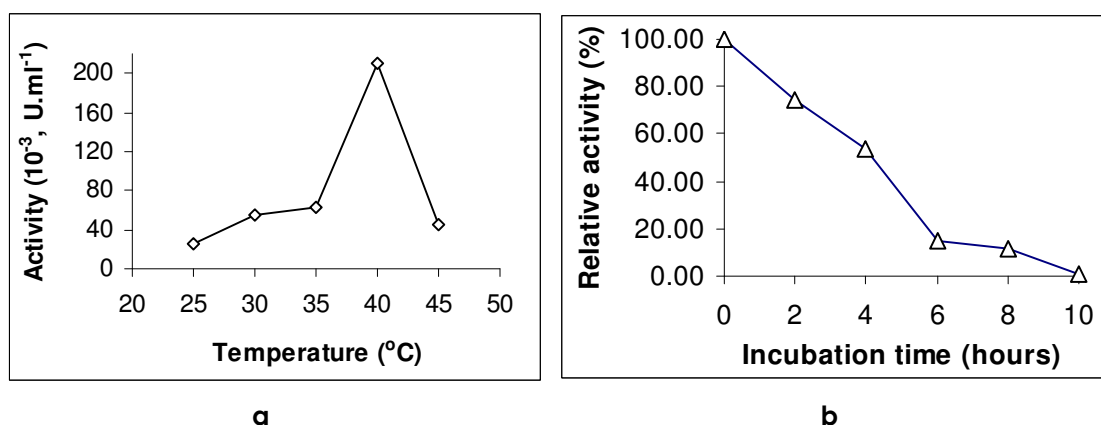 Activity (10-3, U.ml-1)
200
160
120
80
40
0
20 25 30 35 40 45 50
Temperature (oC)
a
Relative activity (%)
100.00
80.00
60.00
40.00
20.00
0.00
0 2 4 6 8 10
Incubation time (hours)
b